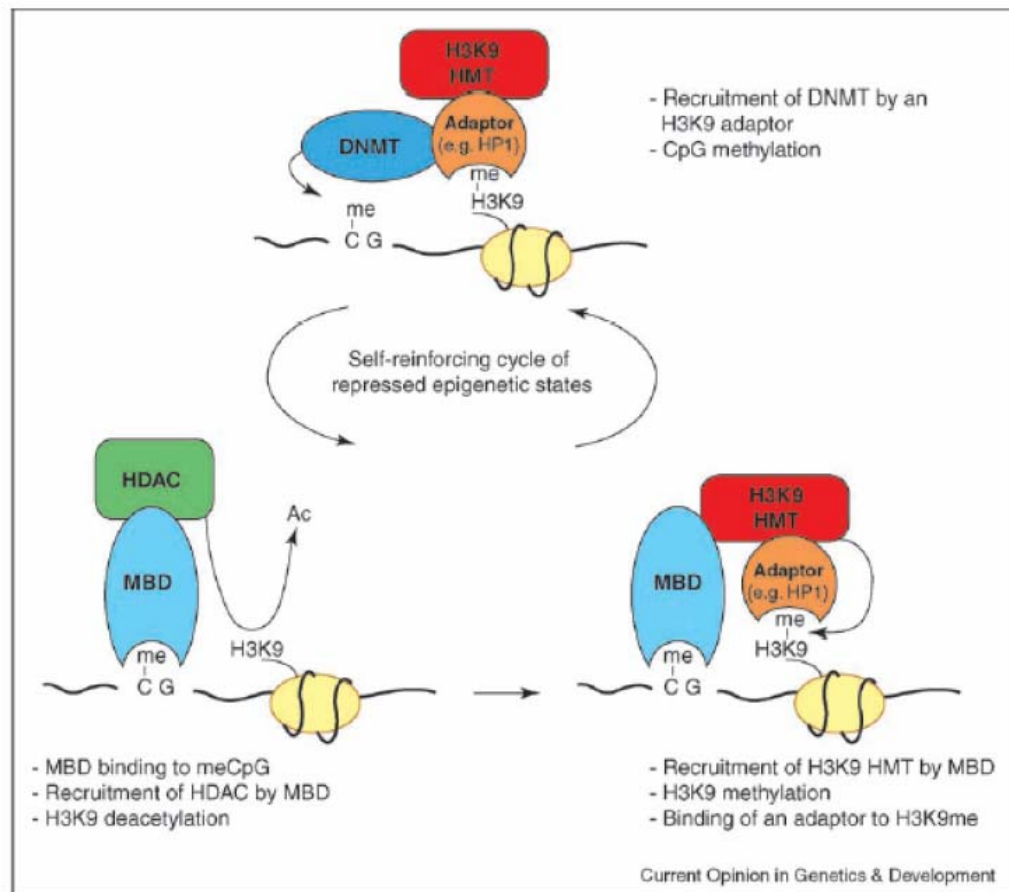 H3K9
HMT
Adaptor
(e.g. HP1)
DNMT
me
H3K9
me
C G
- Recruitment of DNMT by an
H3K9 adaptor
- CpG methylation
Self-reinforcing cycle of
repressed epigenetic states
HDAC
Ac
MBD
H3K9
me
C G
- MBD binding to meCpG
- Recruitment of HDAC by MBD
- H3K9 deacetylation
H3K9
HMT
MBD
Adaptor
(e.g. HP1)
me
H3K9
me
C G
- Recruitment of H3K9 HMT by MBD
- H3K9 methylation
- Binding of an adaptor to H3K9me
Current Opinion in Genetics & Development